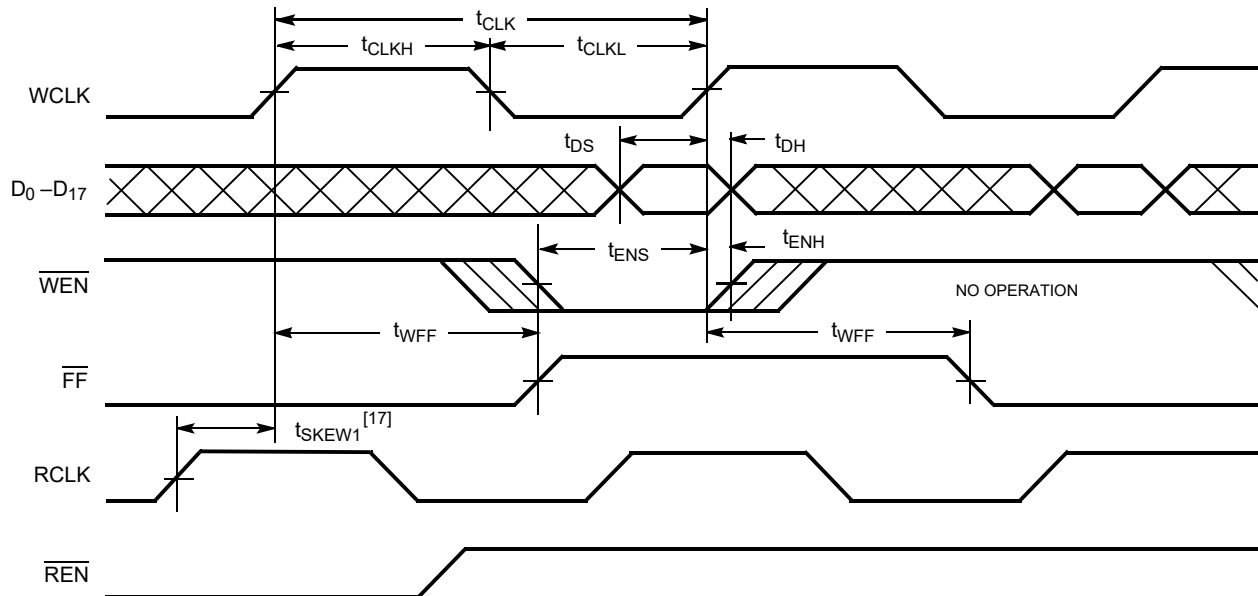 tCLK
tCLKH
tCLKL
WCLK
tDS
tDH
D0 –D17
tENS
tENH
WEN
NO OPERATION
tWFF
tWFF
FF
tSKEW1[17]
RCLK
REN